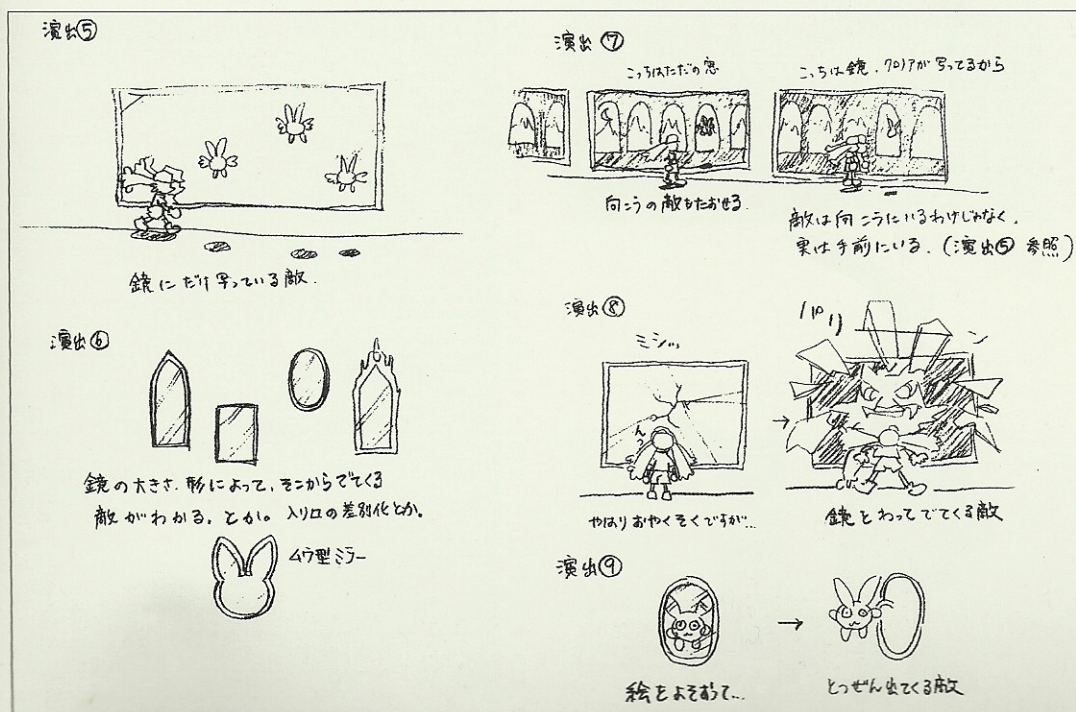 演出⑤
鏡にだけ写っている敵.
演出⑥
鏡の大きさ.形によって,そこからでてくる
敵がわかる.とか。入り口の差別化とか。
ムウ型ミラー
演出⑦
こっちはただの窓
こっちは鏡.クロノアが写ってるから
向こうの敵もたおせる.
敵は向こうにいるわけじゃなく.
実は手前にいる.(演出⑤参照)
演出⑧
ミシッ
んっ
やはりおやくそくですが...
バリーン
鏡をわってでてくる敵
演出⑨
絵をよそおって...
とつぜん出てくる敵